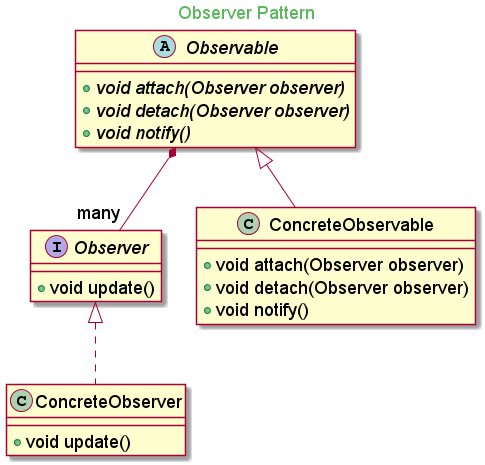 Observer Pattern
A Observable
void attach(Observer observer)
void detach(Observer observer)
void notify()
many
I Observer
void update()
C ConcreteObservable
void attach(Observer observer)
void detach(Observer observer)
void notify()
C ConcreteObserver
void update()